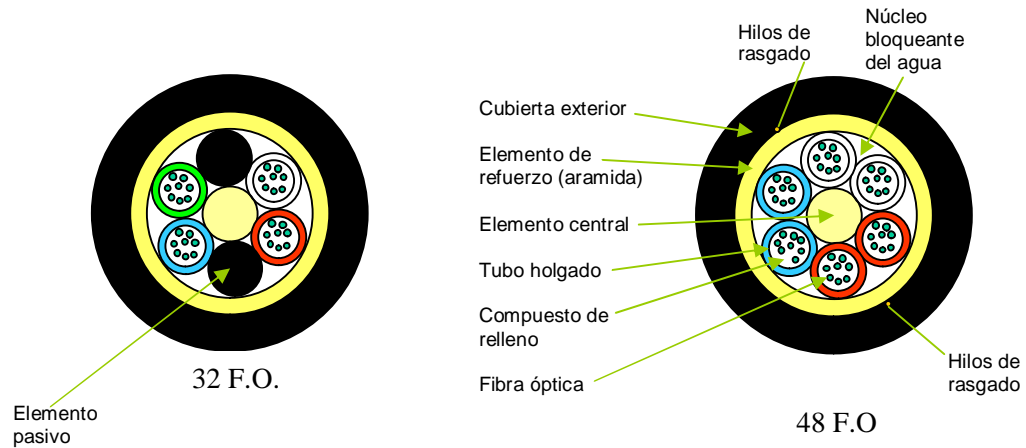 Hilos de
rasgado
Núcleo
bloqueante
del agua
Cubierta exterior
Elemento de
refuerzo (aramida)
Elemento central
Tubo holgado
Compuesto de
relleno
Fibra óptica
Hilos de
rasgado
32 F.O.
48 F.O
Elemento
pasivo